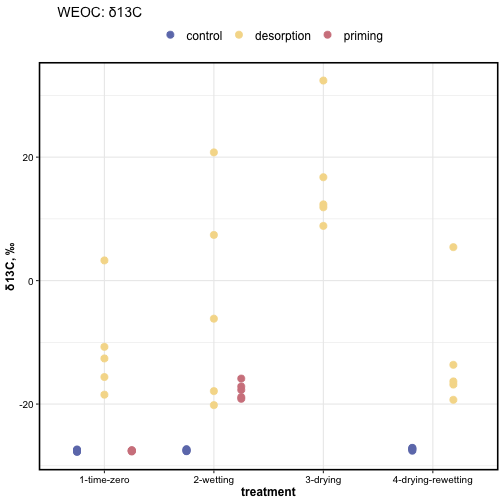 WEOC: δ13C
control desorption priming
δ13C, ‰
20
0
-20
1-time-zero 2-wetting 3-drying 4-drying-rewetting
treatment